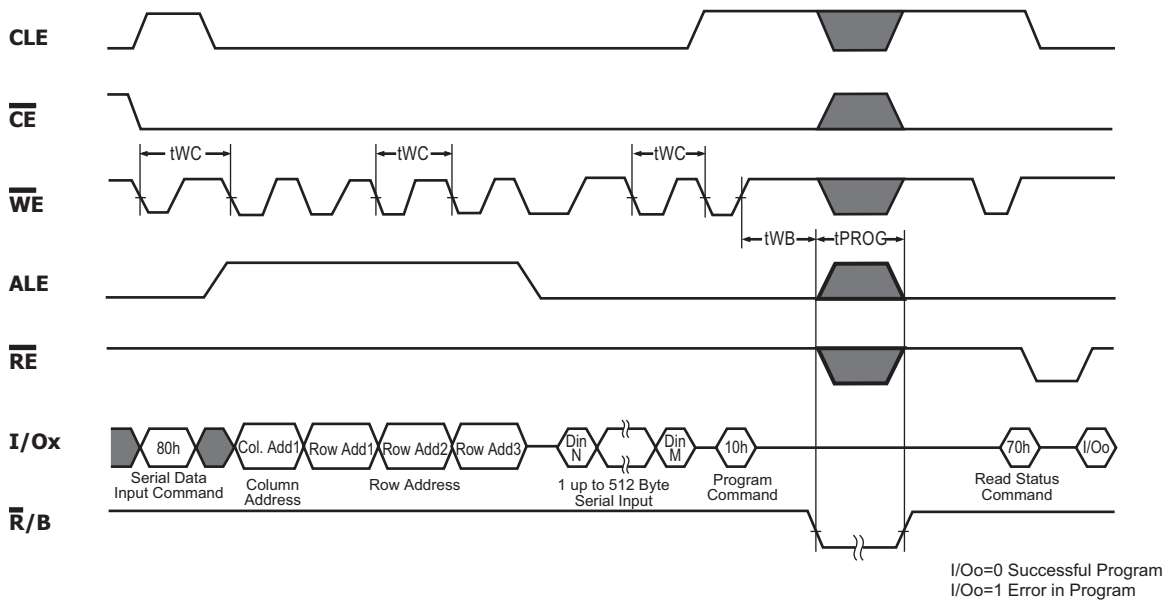 CLE
CE
tWC
tWC
tWC
WE
tWB
tPROG
ALE
RE
I/Ox
80h
Col. Add1
Row Add1
Row Add2
Row Add3
Din
N
Din
M
10h
70h
I/Oo
Serial Data
Input Command
Column
Address
Row Address
1 up to 512 Byte
Serial Input
Program
Command
Read Status
Command
R/B
I/Oo=0 Successful Program
I/Oo=1 Error in Program